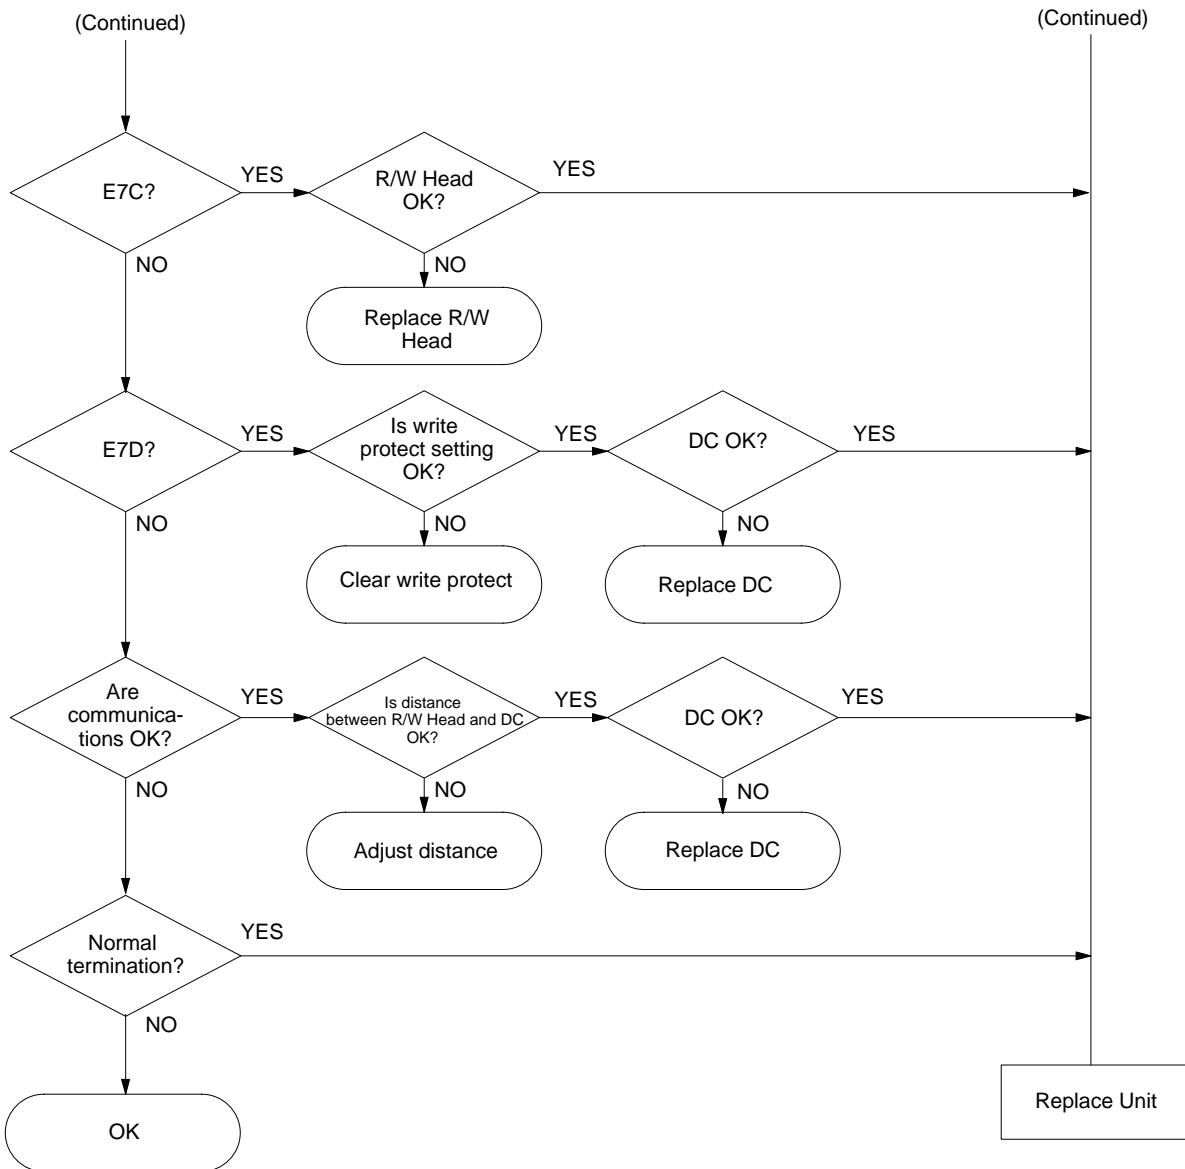 (Continued)
(Continued)
E7C?
YES
R/W Head
OK?
YES
NO
NO
Replace R/W
Head
E7D?
YES
Is write
protect setting
OK?
YES
DC OK?
YES
NO
NO
NO
Clear write protect
Replace DC
Are
communica-
tions OK?
YES
Is distance
between R/W Head and DC
OK?
YES
DC OK?
YES
NO
NO
NO
Adjust distance
Replace DC
Normal
termination?
YES
NO
OK
Replace Unit